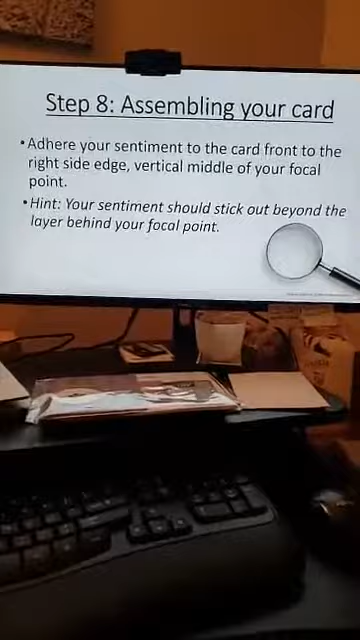 Step 8: Assembling your card
•Adhere your sentiment to the card front to the
right side edge, vertical middle of your focal
point.
•Hint: Your sentiment should stick out beyond the
layer behind your focal point.